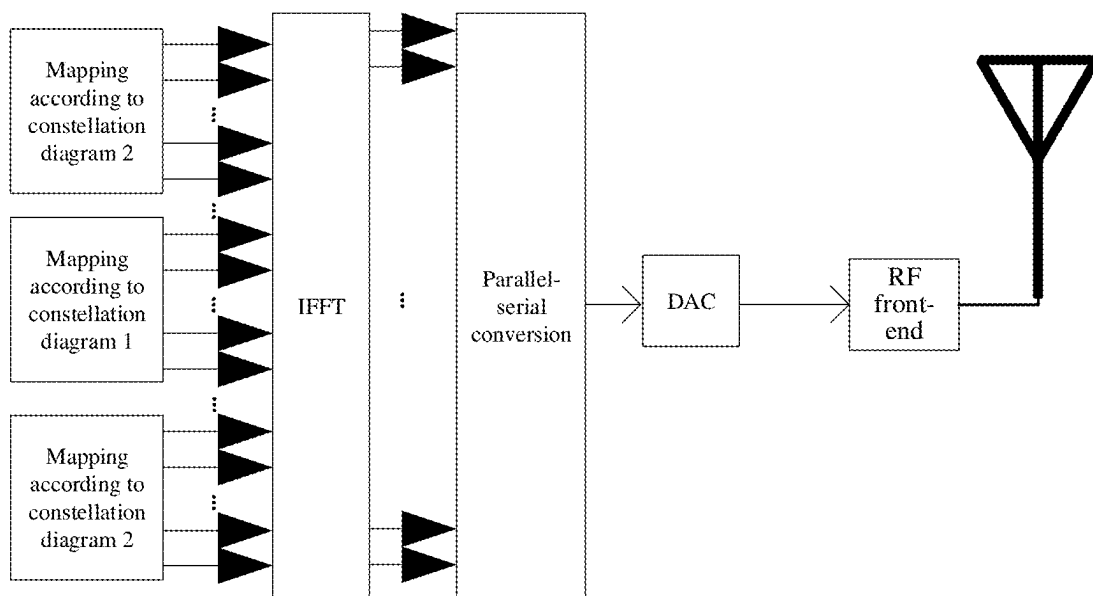 Mapping
according to
constellation
diagram 2
Mapping
according to
constellation
diagram 1
Mapping
according to
constellation
diagram 2
IFFT
Parallel-
serial
conversion
DAC
RF
front-
end